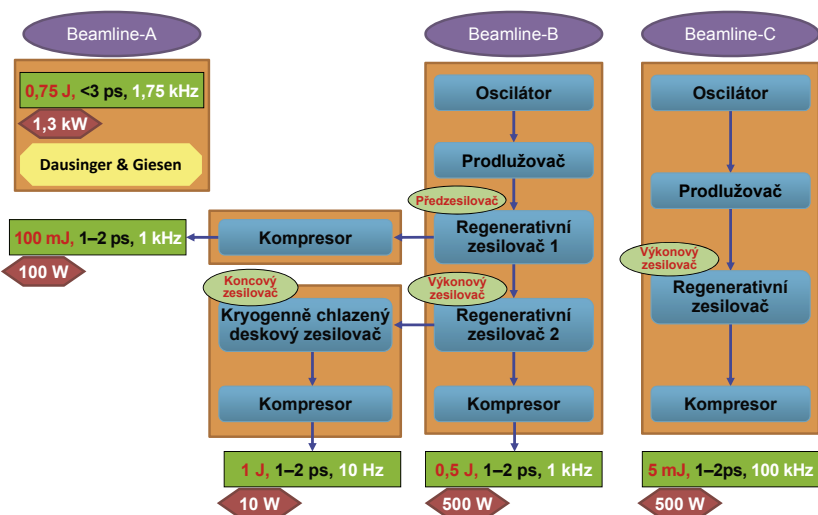 Beamline-A
Beamline-B
Beamline-C
0,75 J, <3 ps, 1,75 kHz
1,3 kW
Dausinger & Giesen
Oscilátor
Prodlužovač
Předzesilovač
Regenerativní
zesilovač 1
Kompresor
100 mJ, 1–2 ps, 1 kHz
100 W
Výkonový
zesilovač
Regenerativní
zesilovač 2
Koncový
zesilovač
Kryogenně chlazený
deskový zesilovač
Kompresor
1 J, 1–2 ps, 10 Hz
10 W
Kompresor
0,5 J, 1–2 ps, 1 kHz
500 W
Oscilátor
Prodlužovač
Výkonový
zesilovač
Regenerativní
zesilovač
Kompresor
5 mJ, 1–2ps, 100 kHz
500 W